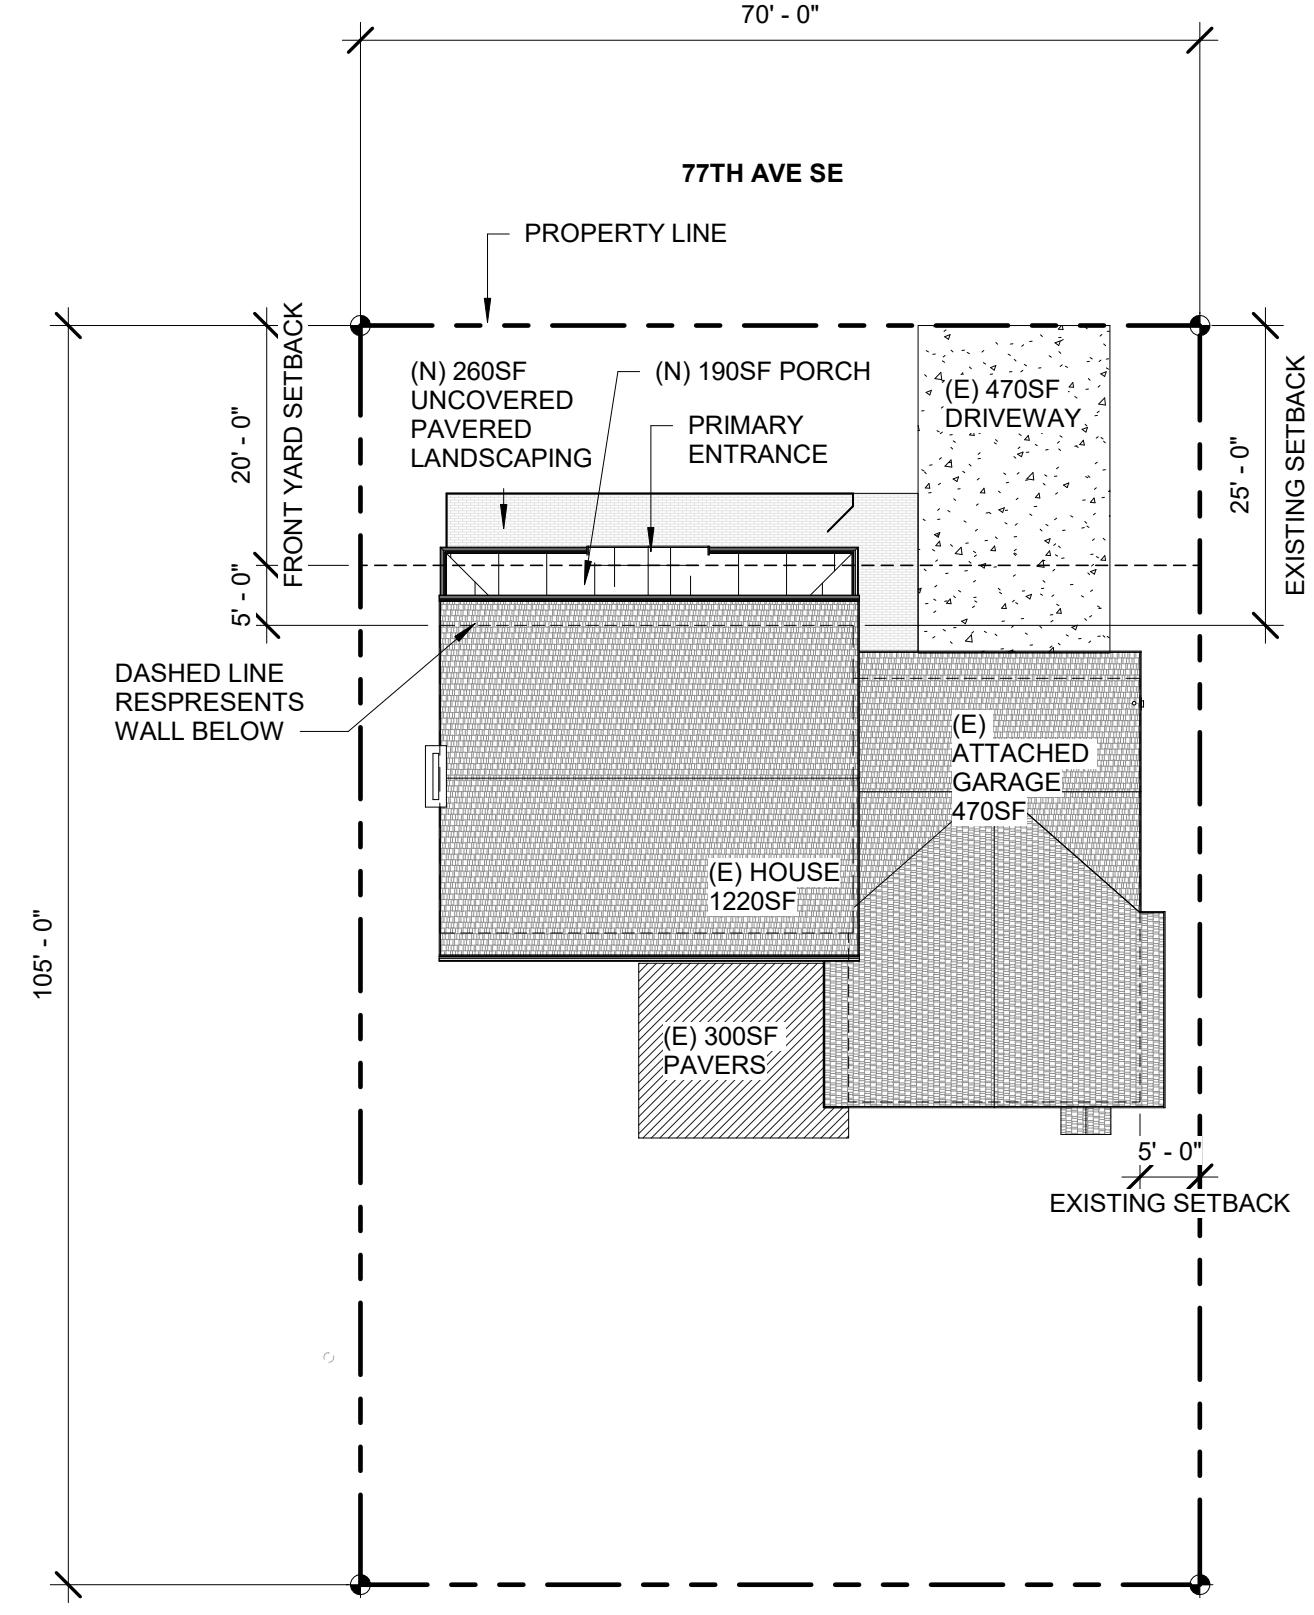 70' - 0"
77TH AVE SE
PROPERTY LINE
FRONT YARD SETBACK
20' - 0"
5' - 0"
(N) 260SF
UNCOVERED
PAVERED
LANDSCAPING
(N) 190SF PORCH
PRIMARY
ENTRANCE
(E) 470SF
DRIVEWAY
25' - 0"
EXISTING SETBACK
DASHED LINE
RESPRESENTS
WALL BELOW
(E)
ATTACHED
GARAGE
470SF
(E) HOUSE
1220SF
105' - 0"
(E) 300SF
PAVERS
5' - 0"
EXISTING SETBACK